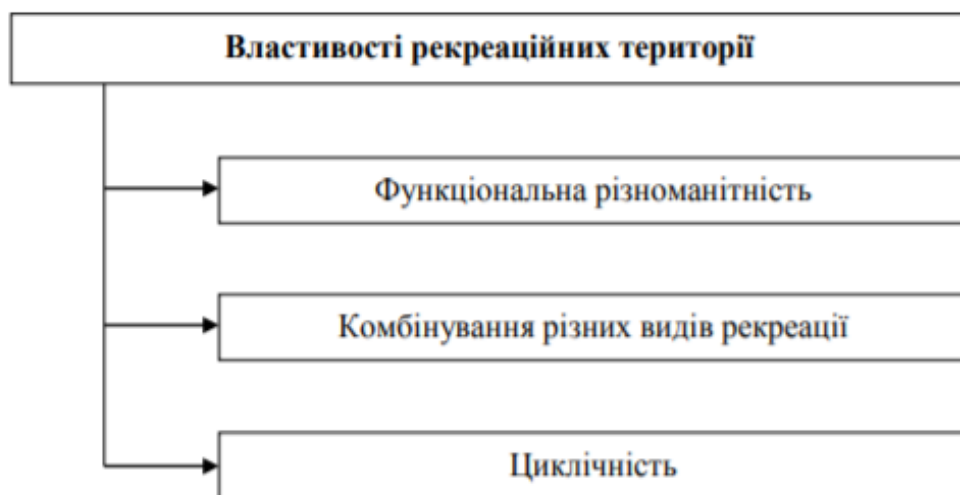 Властивості рекреаційних території
Функціональна різноманітність
Комбінування різних видів рекреації
Циклічність